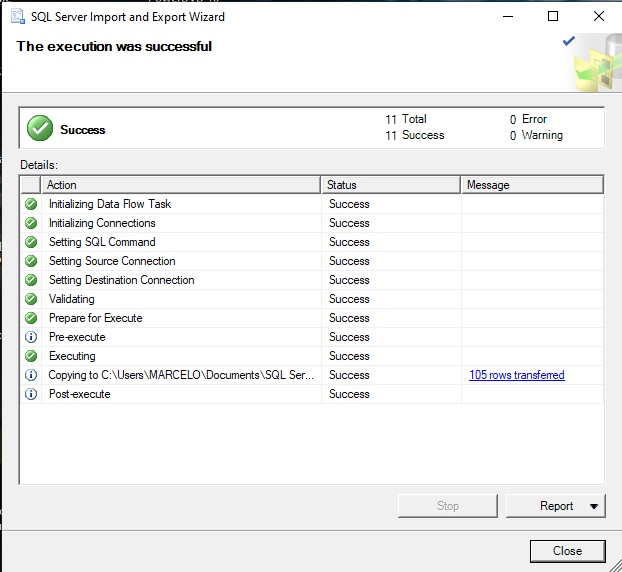 SQL Server Import and Export Wizard
The execution was successful
Success
11 Total
0 Error
11 Success
0 Warning
Details:
Action Status Message
Initializing Data Flow Task Success
Initializing Connections Success
Setting SQL Command Success
Setting Source Connection Success
Setting Destination Connection Success
Validating Success
Prepare for Execute Success
Pre-execute Success
Executing Success
Copying to C:\Users\MARCELO\Documents\SQL Ser... Success 105 rows transferred
Post-execute Success
Stop
Report
Close